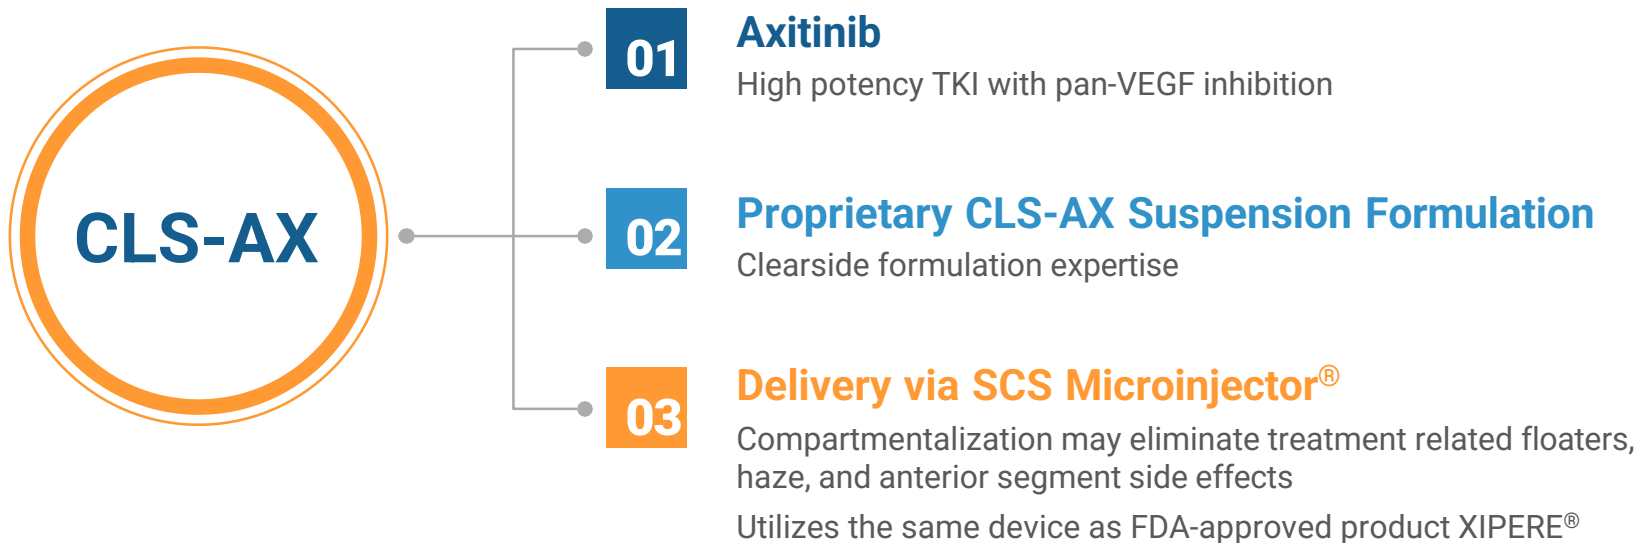 CLS-AX
01
Axitinib
High potency TKI with pan-VEGF inhibition
02
Proprietary CLS-AX Suspension Formulation
Clearside formulation expertise
03
Delivery via SCS Microinjector®
Compartmentalization may eliminate treatment related floaters,
haze, and anterior segment side effects
Utilizes the same device as FDA-approved product XIPERE®